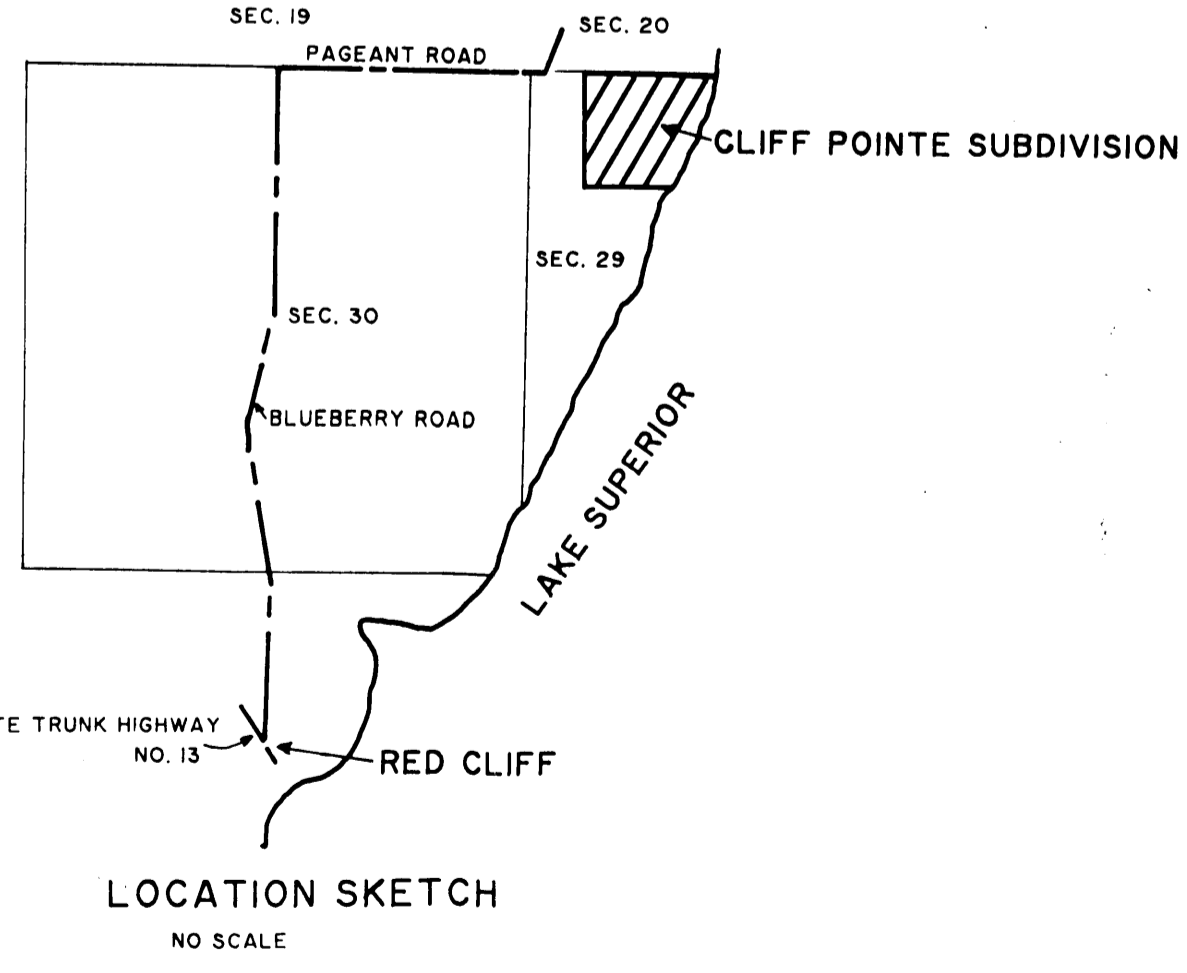 SEC. 19
SEC. 20
PAGEANT ROAD
CLIFF POINTE SUBDIVISION
SEC. 29
SEC. 30
BLUEBERRY ROAD
LAKE SUPERIOR
TRUNK HIGHWAY
NO. 13
RED CLIFF
LOCATION SKETCH
NO SCALE